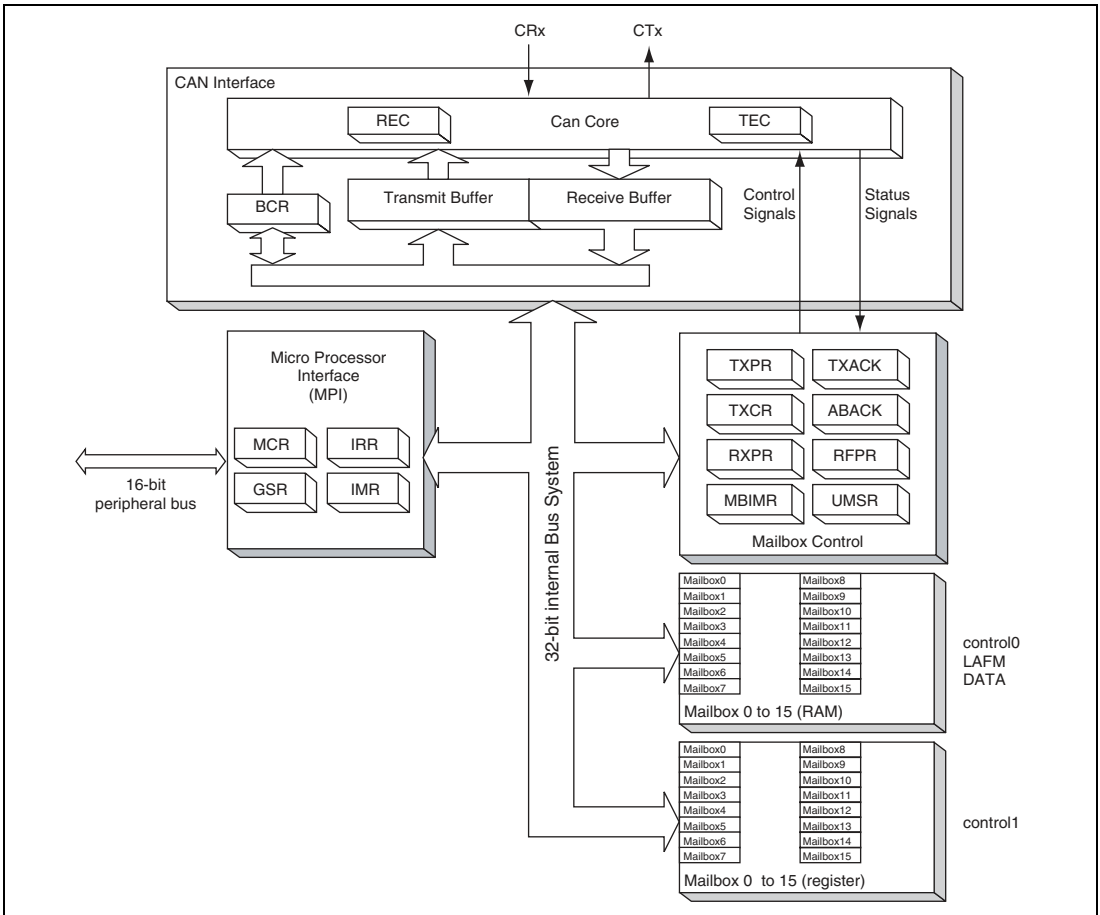 CRx
CTx
CAN Interface
REC
Can Core
TEC
BCR
Transmit Buffer
Receive Buffer
Control
Signals
Status
Signals
Micro Processor
Interface
(MPI)
MCR
IRR
GSR
IMR
16-bit
peripheral bus
32-bit internal Bus System
TXPR
TXACK
TXCR
ABACK
RXPR
RFPR
MBIMR
UMSR
Mailbox Control
Mailbox0
Mailbox1
Mailbox2
Mailbox3
Mailbox4
Mailbox5
Mailbox6
Mailbox7
Mailbox8
Mailbox9
Mailbox10
Mailbox11
Mailbox12
Mailbox13
Mailbox14
Mailbox15
Mailbox 0 to 15 (RAM)
control0
LAFM
DATA
Mailbox0
Mailbox1
Mailbox2
Mailbox3
Mailbox4
Mailbox5
Mailbox6
Mailbox7
Mailbox8
Mailbox9
Mailbox10
Mailbox11
Mailbox12
Mailbox13
Mailbox14
Mailbox15
Mailbox 0 to 15 (register)
control1